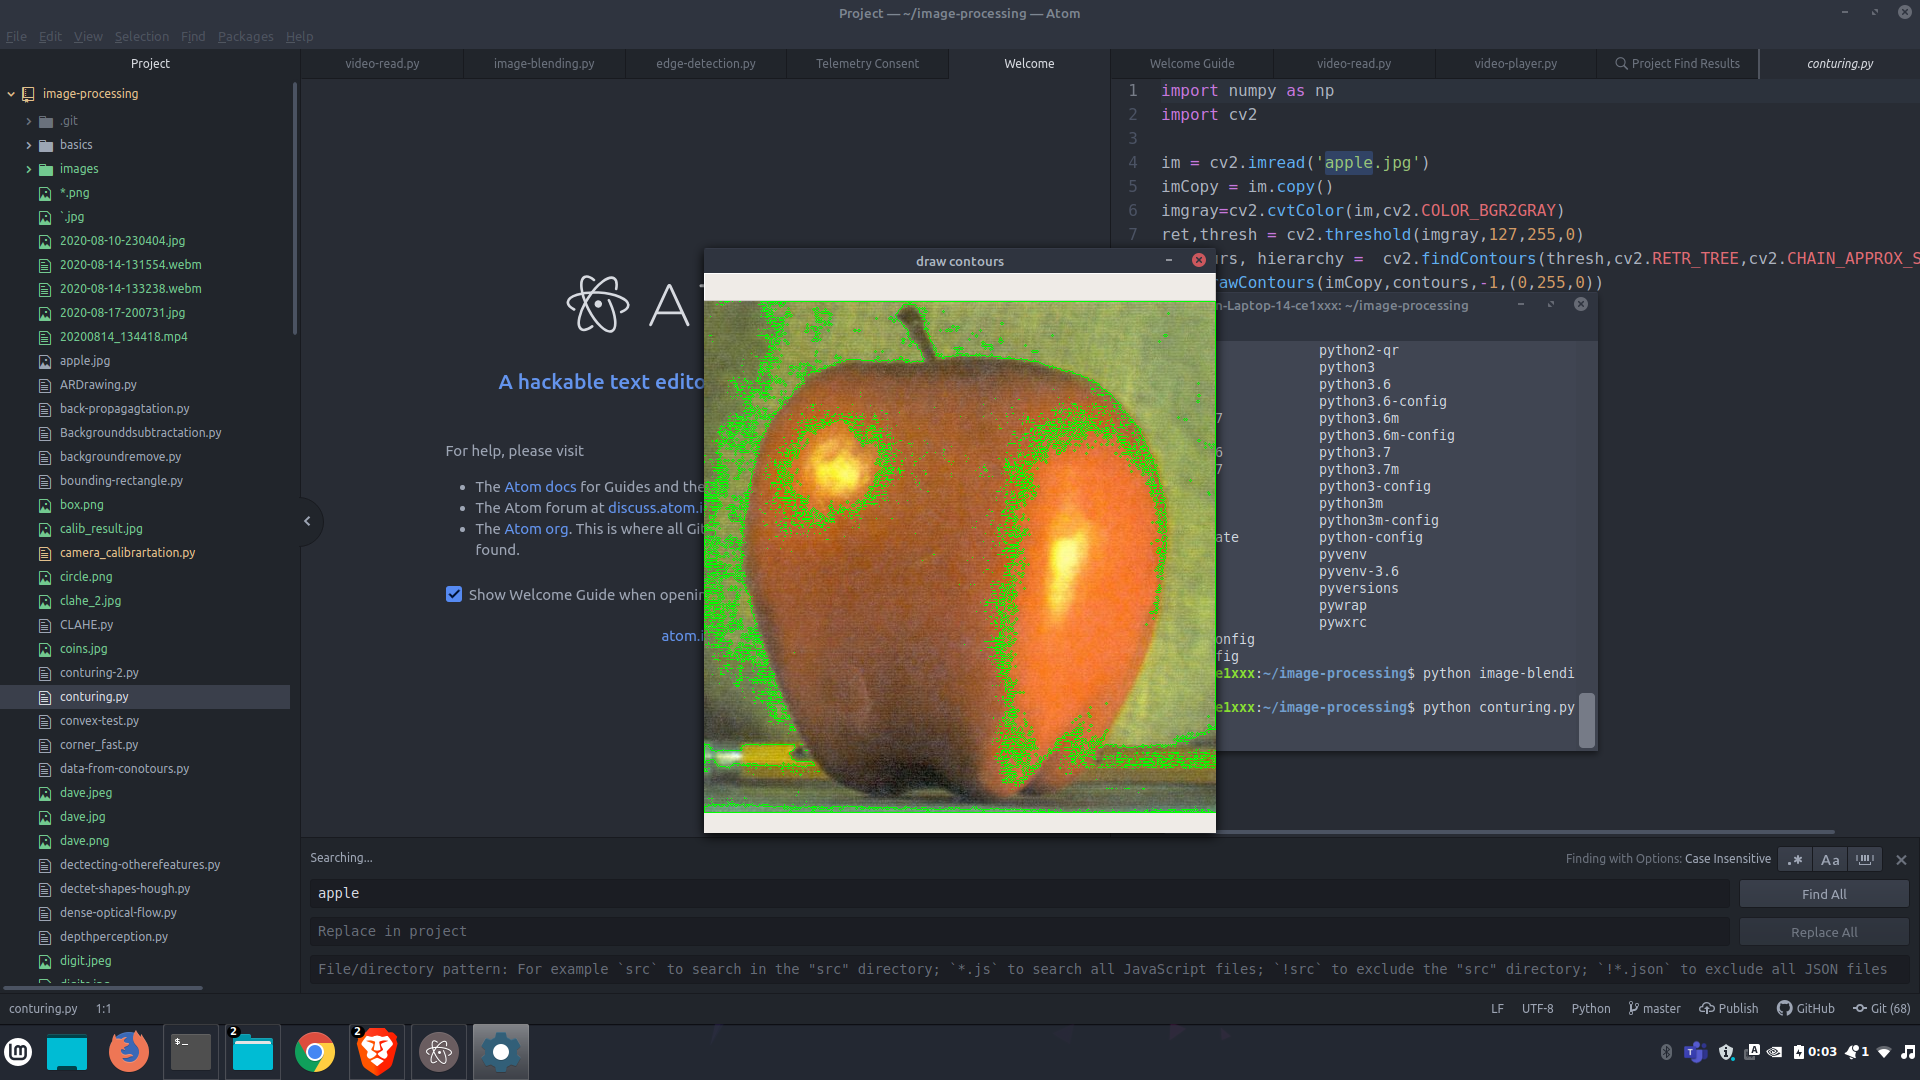 Project — ~/image-processing — Atom
File Edit View Selection Find Packages Help
Project
video-read.py
image-blending.py
edge-detection.py
Telemetry Consent
Welcome
Welcome Guide
video-read.py
video-player.py
Project Find Results
conturing.py
image-processing
.git
basics
images
*.png
`.jpg
2020-08-10-230404.jpg
2020-08-14-131554.webm
2020-08-14-133238.webm
2020-08-17-200731.jpg
20200814_134418.mp4
apple.jpg
ARDrawing.py
back-propagagtation.py
Backgrounddsubtractation.py
backgroundremove.py
bounding-rectangle.py
box.png
calib_result.jpg
camera_calibrartation.py
circle.png
clahe_2.jpg
CLAHE.py
coins.jpg
conturing-2.py
conturing.py
convex-test.py
corner_fast.py
data-from-conotours.py
dave.jpeg
dave.jpg
dave.png
dectecting-otherefeatures.py
dectet-shapes-hough.py
dense-optical-flow.py
depthperception.py
digit.jpeg
A
A hackable text edito
For help, please visit
The Atom docs for Guides and the
The Atom forum at discuss.atom.i
The Atom org. This is where all Git
found.
Show Welcome Guide when openin
atom.i
1 import numpy as np
2 import cv2
3
4 im = cv2.imread('apple.jpg')
5 imCopy = im.copy()
6 imgray=cv2.cvtColor(im,cv2.COLOR_BGR2GRAY)
7 ret,thresh = cv2.threshold(imgray,127,255,0)
urs, hierarchy = cv2.findContours(thresh,cv2.RETR_TREE,cv2.CHAIN_APPROX_S
rawContours(imCopy,contours,-1,(0,255,0))
draw contours
n-Laptop-14-ce1xxx: ~/image-processing
python2-qr
python3
python3.6
python3.6-config
7 python3.6m
python3.6m-config
6 python3.7
7 python3.7m
python3-config
python3m
python3m-config
ate python-config
pyvenv
pyvenv-3.6
pyversions
pywrap
pywxrc
onfig
fig
e1xxx:~/image-processing$ python image-blendi
e1xxx:~/image-processing$ python conturing.py
Searching...
Finding with Options: Case Insensitive
.* Aa
apple
Find All
Replace in project
Replace All
File/directory pattern: For example `src` to search in the "src" directory; `*.js` to search all JavaScript files; `!src` to exclude the "src" directory; `!*.json` to exclude all JSON files
conturing.py 1:1
LF UTF-8 Python master Publish GitHub Git (68)
$_
2
2
A
0:03
1